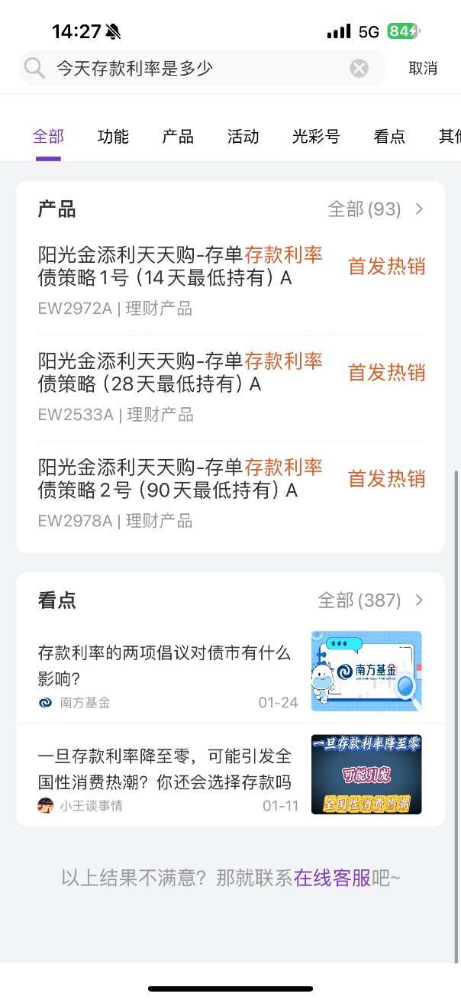 14:27
5G
84
今天存款利率是多少
取消
全部 功能 产品 活动 光彩号 看点 其他
产品
全部(93)
阳光金添利天天购-存单存款利率
债策略1号（14天最低持有）A
首发热销
EW2972A | 理财产品
阳光金添利天天购-存单存款利率
债策略（28天最低持有）A
首发热销
EW2533A | 理财产品
阳光金添利天天购-存单存款利率
债策略2号（90天最低持有）A
首发热销
EW2978A | 理财产品
看点
全部(387)
存款利率的两项倡议对债市有什么
影响？
南方基金
01-24
南方基金
一旦存款利率降至零，可能引发全
国性消费热潮？你还会选择存款吗
小王谈事情
01-11
一旦存款利率降至零
可能引发
全国性消费热潮
以上结果不满意？那就联系在线客服吧~